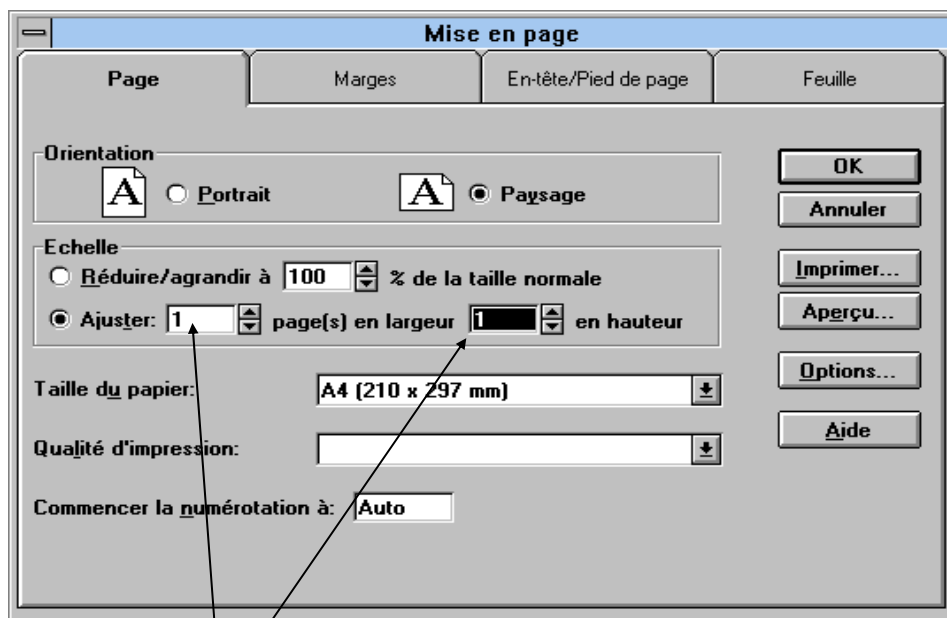 Mise en page
Page Marges En-tête/Pied de page Feuille
Orientation
A Portrait A Paysage
OK
Annuler
Echelle
Réduire/agrandir à 100 % de la taille normale
Ajuster: 1 page(s) en largeur 1 en hauteur
Imprimer...
Aperçu...
Options...
Taille du papier: A4 (210 x 297 mm)
Aide
Qualité d'impression:
Commencer la numérotation à: Auto